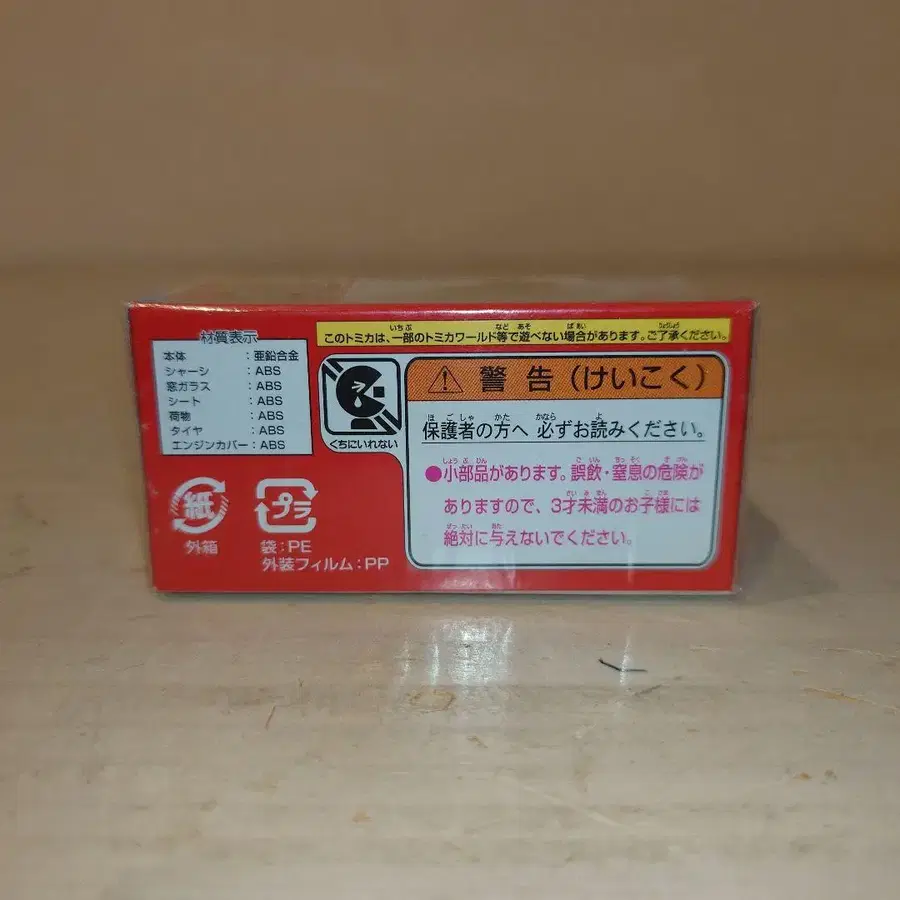 材質表示
本体 : 亜鉛合金
シャーシ : ABS
窓ガラス : ABS
シート : ABS
荷物 : ABS
タイヤ : ABS
エンジンカバー : ABS
紙
外箱
プラ
袋 : PE
外装フィルム : PP
このトミカは、一部のトミカワールド等で遊べない場合があります。ご了承ください。
くちにいれない
警告(けいこく)
保護者の方へ 必ずお読みください。
●小部品があります。誤飲・窒息の危険が
ありますので、3才未満のお子様には
絶対に与えないでください。